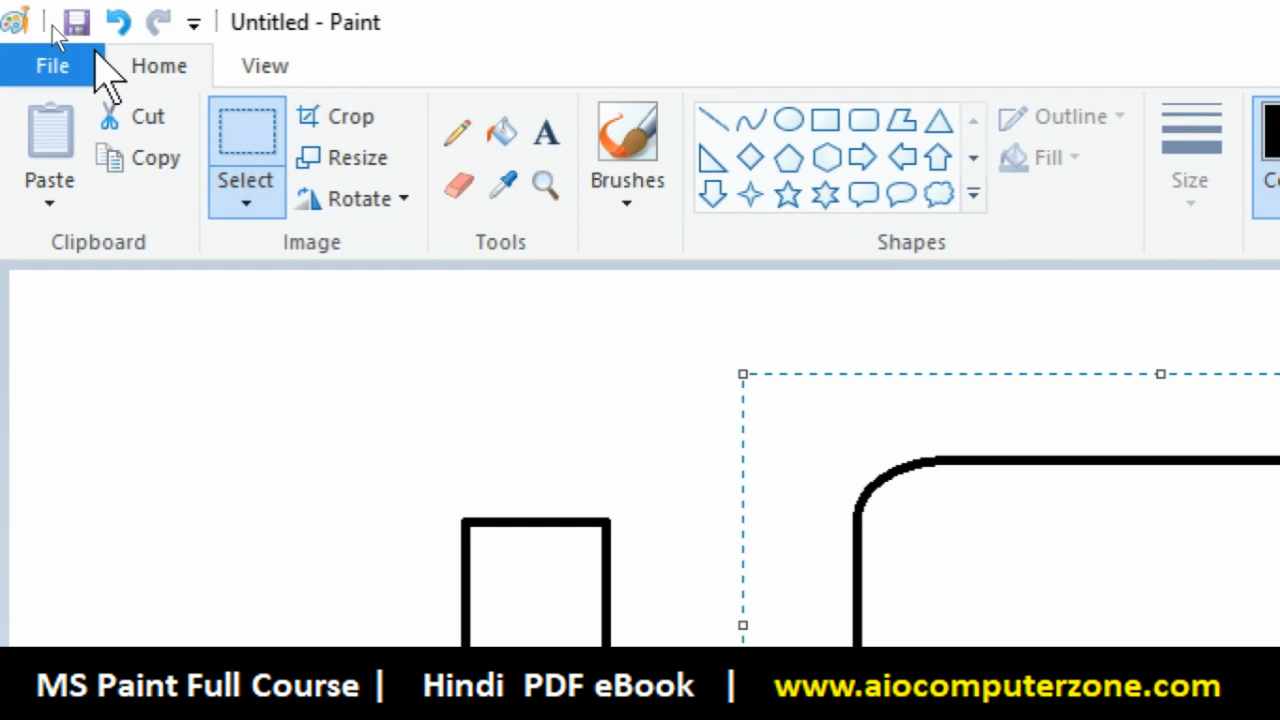 Untitled - Paint
File Home View
Cut
Copy
Paste
Clipboard
Select
Crop
Resize
Rotate
Image
A
Tools
Brushes
Shapes
Outline
Fill
Size
MS Paint Full Course | Hindi PDF eBook | www.aiocomputerzone.com